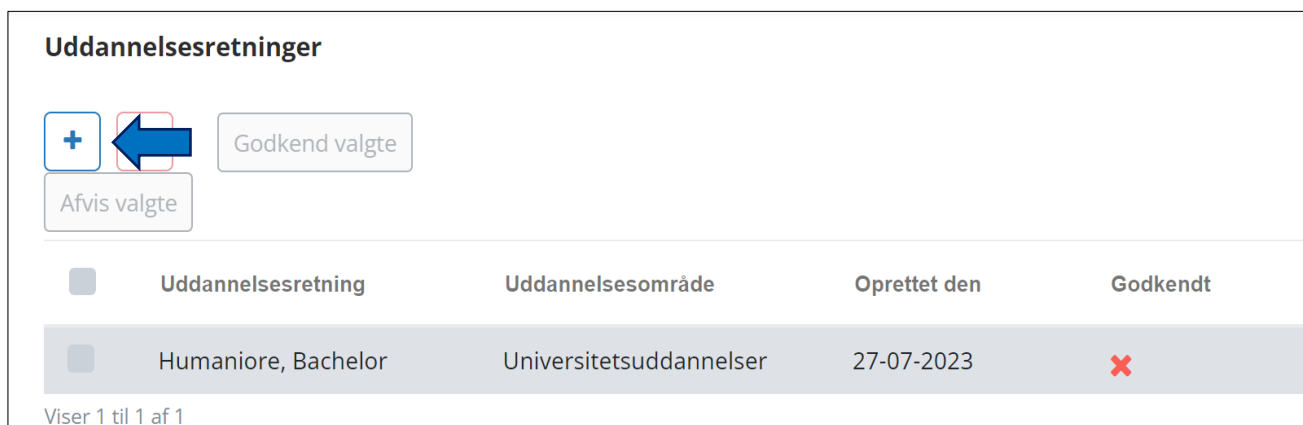 Uddannelsesretninger
+ Godkend valgte
Afvis valgte
Uddannelsesretning Uddannelsesområde Oprettet den Godkendt
Humaniore, Bachelor Universitetsuddannelser 27-07-2023
Viser 1 til 1 af 1